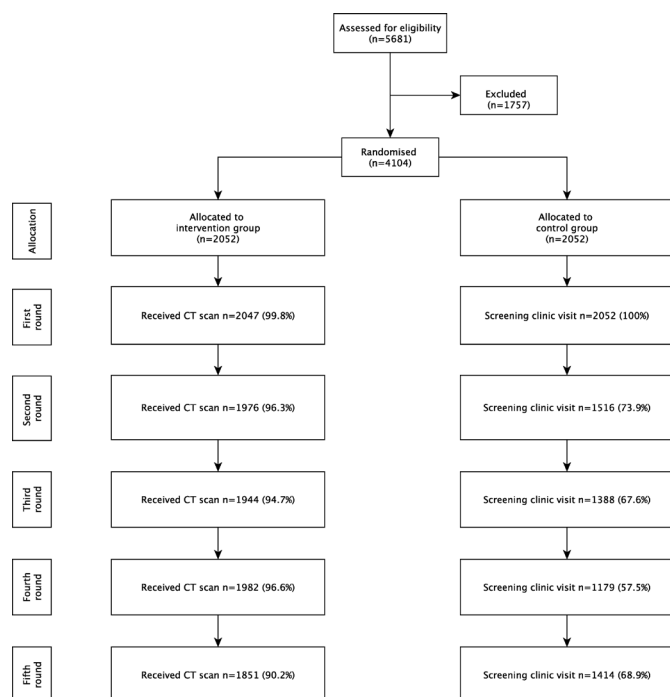 Assessed for eligibility
(n=5681)
Excluded
(n=1757)
Randomised
(n=4104)
Allocation
Allocated to
intervention group
(n=2052)
Allocated to
control group
(n=2052)
First
round
Received CT scan n=2047 (99.8%)
Screening clinic visit n=2052 (100%)
Second
round
Received CT scan n=1976 (96.3%)
Screening clinic visit n=1516 (73.9%)
Third
round
Received CT scan n=1944 (94.7%)
Screening clinic visit n=1388 (67.6%)
Fourth
round
Received CT scan n=1982 (96.6%)
Screening clinic visit n=1179 (57.5%)
Fifth
round
Received CT scan n=1851 (90.2%)
Screening clinic visit n=1414 (68.9%)